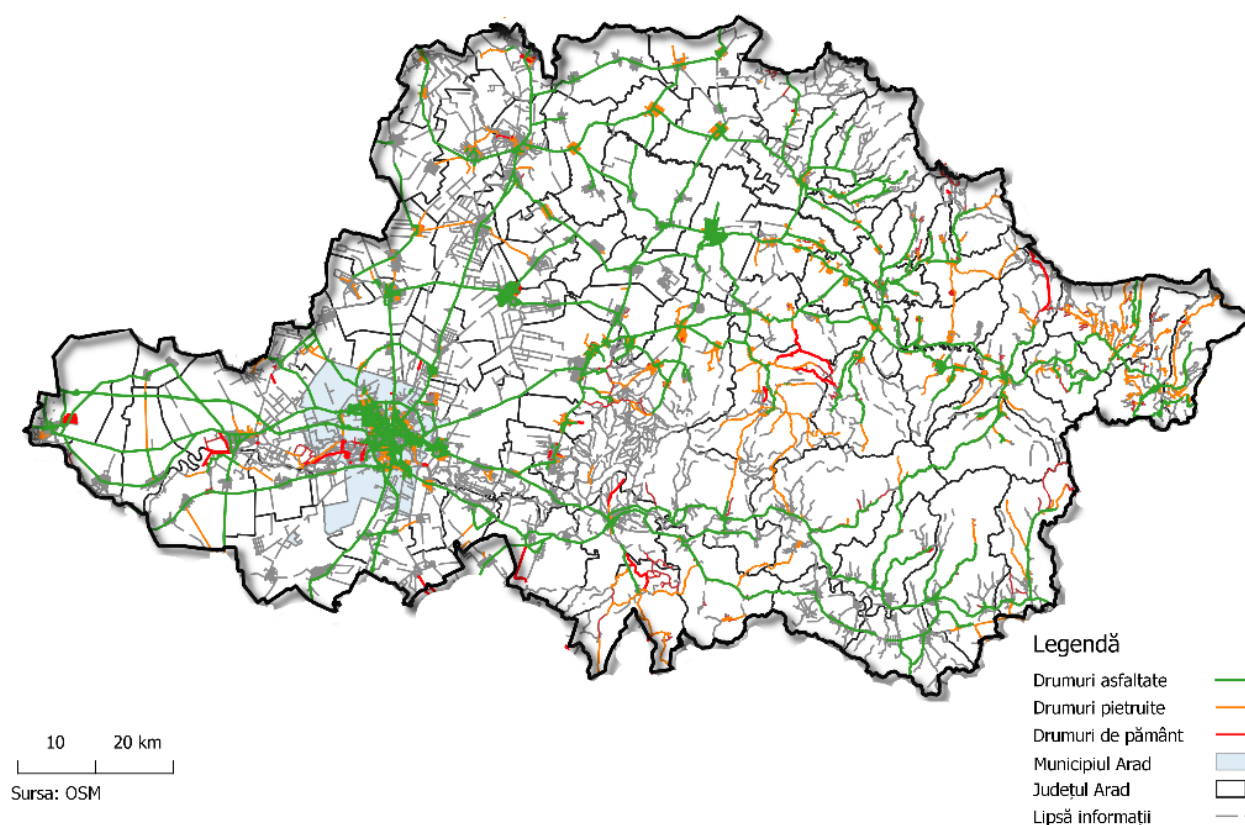 Legendă
Drumuri asfaltate
Drumuri pietruite
Drumuri de pământ
Municipiul Arad
Județul Arad
Lipsă informații
10 20 km
Sursa: OSM